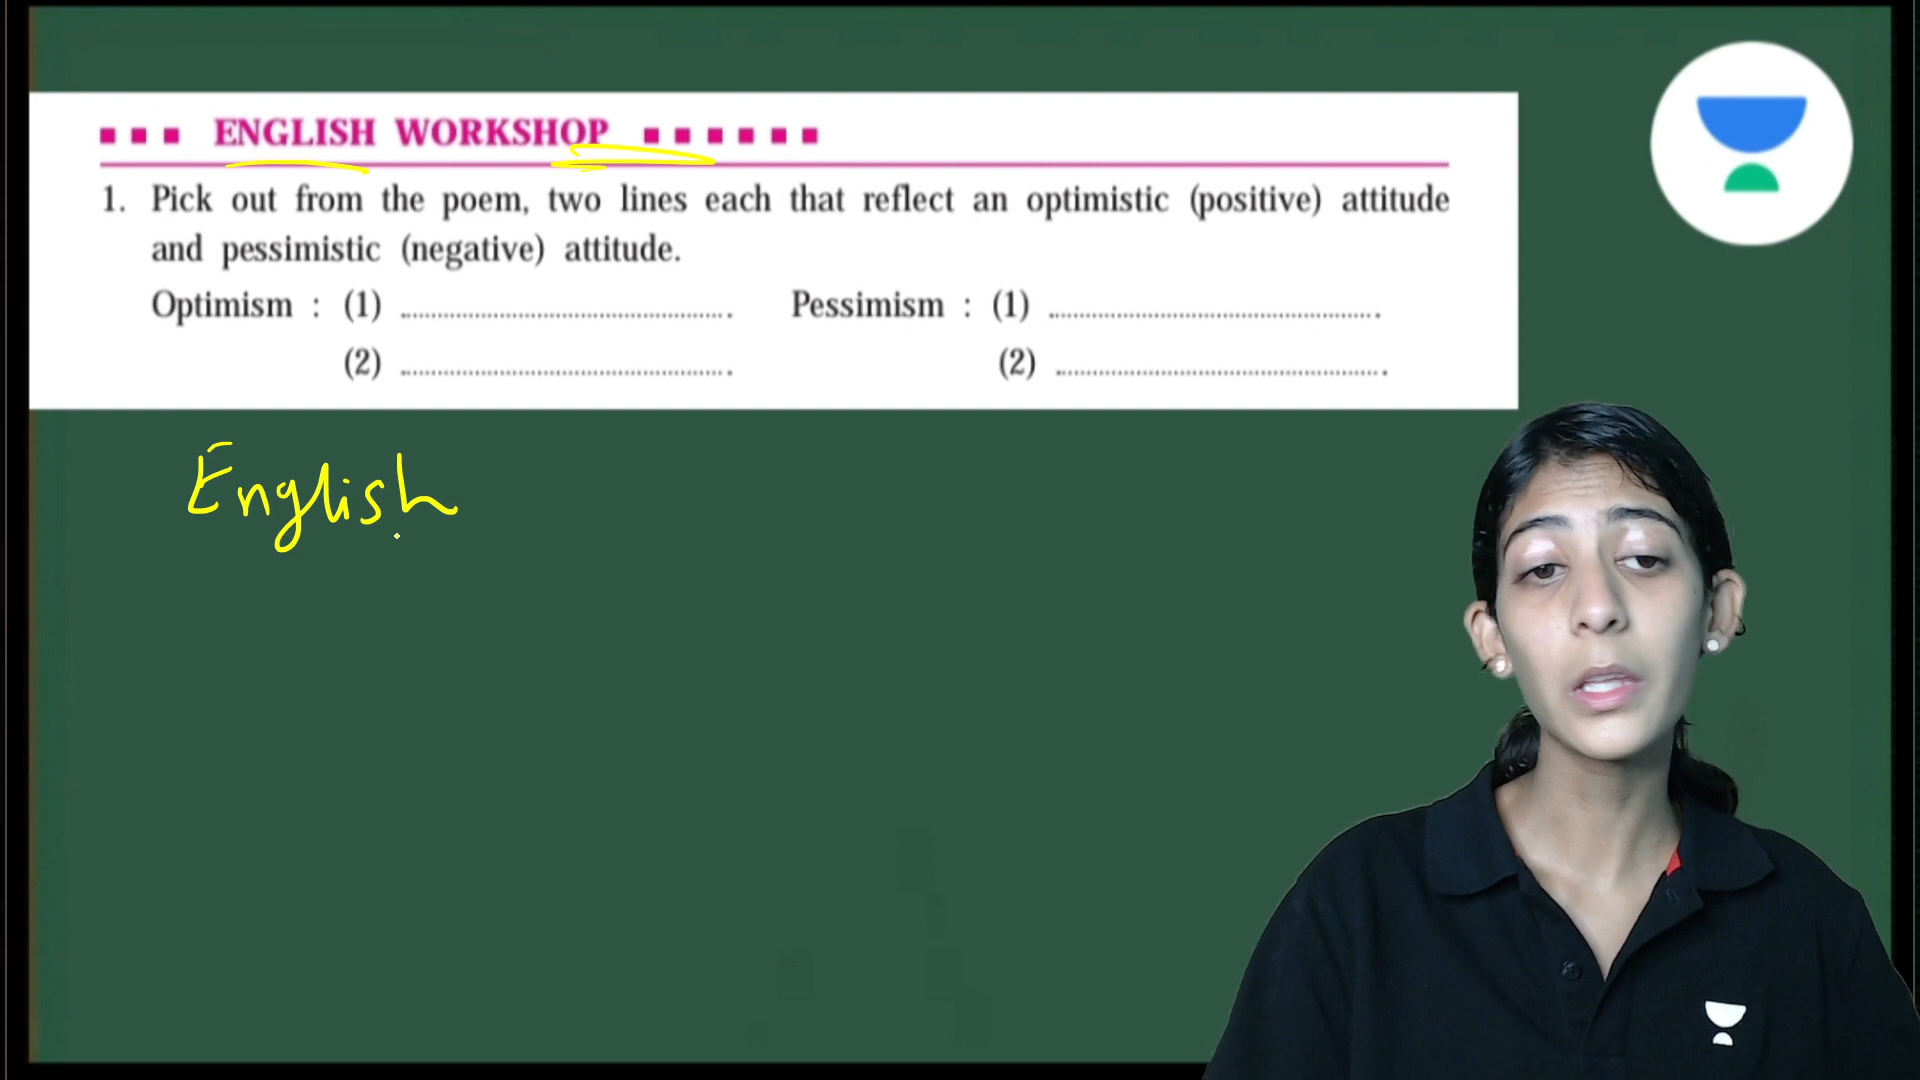 ENGLISH WORKSHOP
1. Pick out from the poem, two lines each that reflect an optimistic (positive) attitude
and pessimistic (negative) attitude.
Optimism : (1) .................................................... . Pessimism : (1) .................................................... .
(2) .................................................... . (2) .................................................... .
English